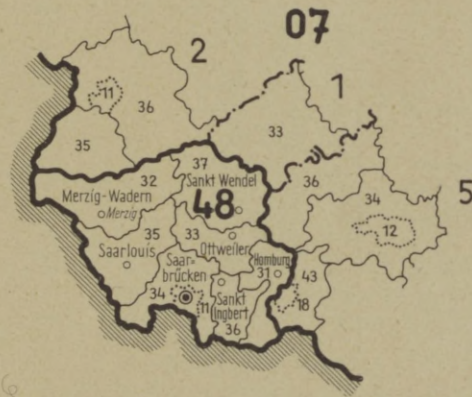 07
2
1
11
36
33
35
37
36
32
Sankt Wendel
34
5
Merzig-Wadern
48
Merzig
12
35
33
Ottweiler
Saarlouis
Saar-
brücken
Homburg
31
43
34
11
Sankt
Ingbert
18
36
6